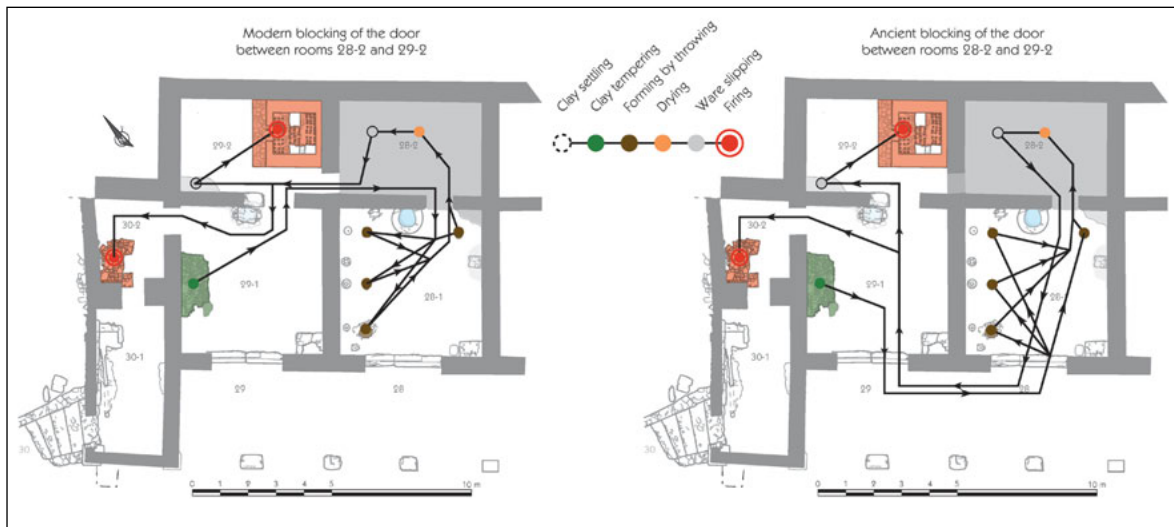 Modern blocking of the door
between rooms 28-2 and 29-2
Clay settling
Clay tempering
Forming by throwing
Drying
Ware slipping
Firing
Ancient blocking of the door
between rooms 28-2 and 29-2
29-2
28-2
30-2
29-1
28-1
30-1
29
28
30
0 1 2 3 4 5 10 m
29-2
28-2
30-2
29-1
28-
30-1
29
28
30
0 1 2 3 4 5 10 m